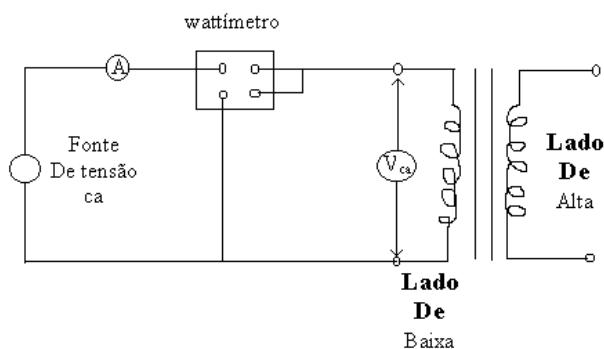 wattímetro
A
Fonte
De tensão
ca
Vca
Lado
De
Alta
Lado
De
Baixa